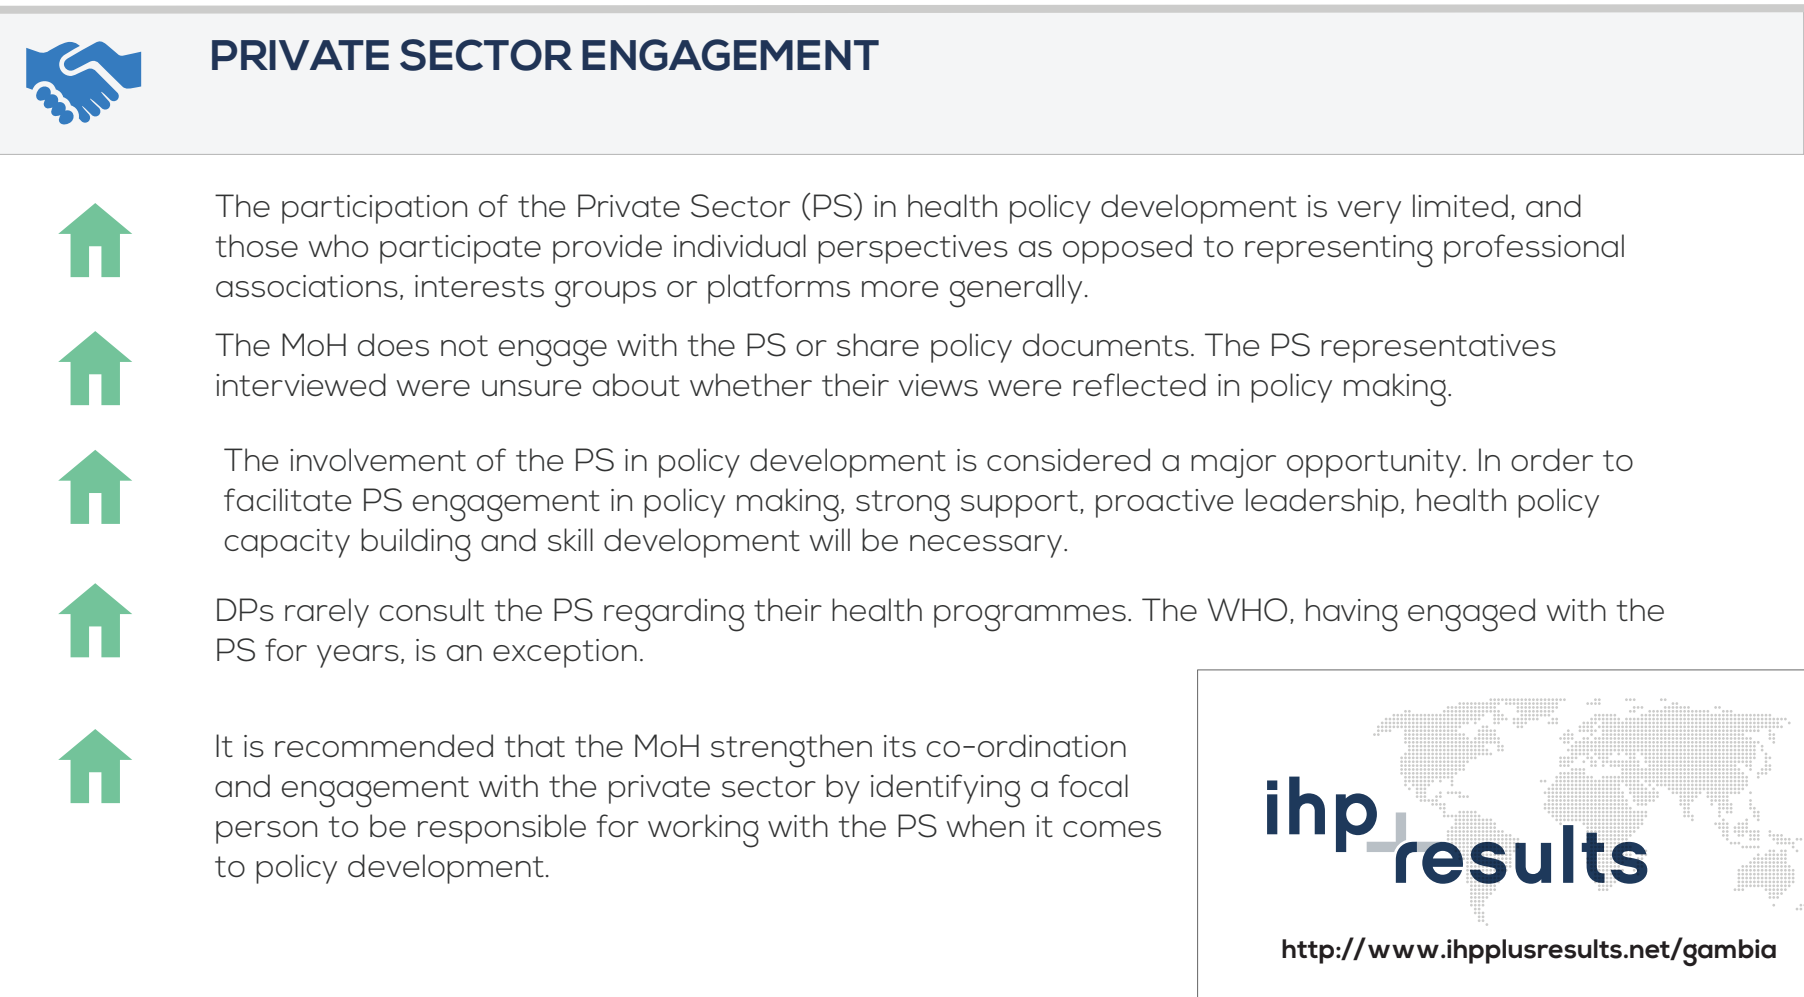 PRIVATE SECTOR ENGAGEMENT
The participation of the Private Sector (PS) in health policy development is very limited, and
those who participate provide individual perspectives as opposed to representing professional
associations, interests groups or platforms more generally.
The MoH does not engage with the PS or share policy documents. The PS representatives
interviewed were unsure about whether their views were reflected in policy making.
The involvement of the PS in policy development is considered a major opportunity. In order to
facilitate PS engagement in policy making, strong support, proactive leadership, health policy
capacity building and skill development will be necessary.
DPs rarely consult the PS regarding their health programmes. The WHO, having engaged with the
PS for years, is an exception.
It is recommended that the MoH strengthen its co-ordination
and engagement with the private sector by identifying a focal
person to be responsible for working with the PS when it comes
to policy development.
ihp+
results
http://www.ihpplusresults.net/gambia